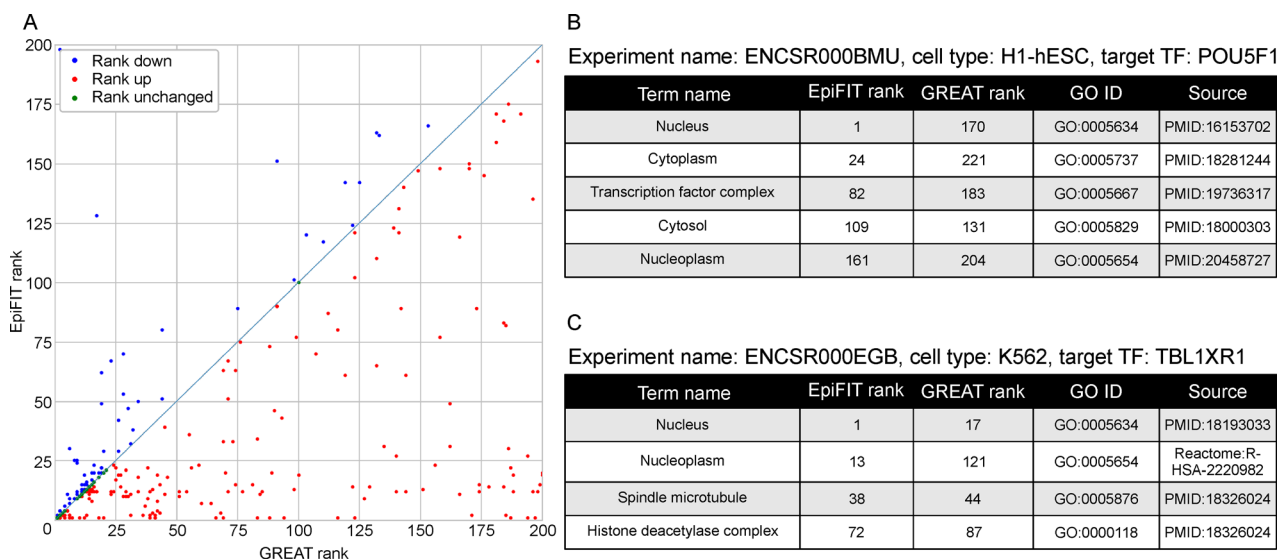 A
Rank down
Rank up
Rank unchanged
EpiFIT rank
200
175
150
125
100
75
50
25
0
25
50
75
100
125
150
175
200
GREAT rank
B
Experiment name: ENCSR000BMU, cell type: H1-hESC, target TF: POU5F1
Term name EpiFIT rank GREAT rank GO ID Source
Nucleus 1 170 GO:0005634 PMID:16153702
Cytoplasm 24 221 GO:0005737 PMID:18281244
Transcription factor complex 82 183 GO:0005667 PMID:19736317
Cytosol 109 131 GO:0005829 PMID:18000303
Nucleoplasm 161 204 GO:0005654 PMID:20458727
C
Experiment name: ENCSR000EGB, cell type: K562, target TF: TBL1XR1
Term name EpiFIT rank GREAT rank GO ID Source
Nucleus 1 17 GO:0005634 PMID:18193033
Nucleoplasm 13 121 GO:0005654 Reactome:R-
HSA-2220982
Spindle microtubule 38 44 GO:0005876 PMID:18326024
Histone deacetylase complex 72 87 GO:0000118 PMID:18326024